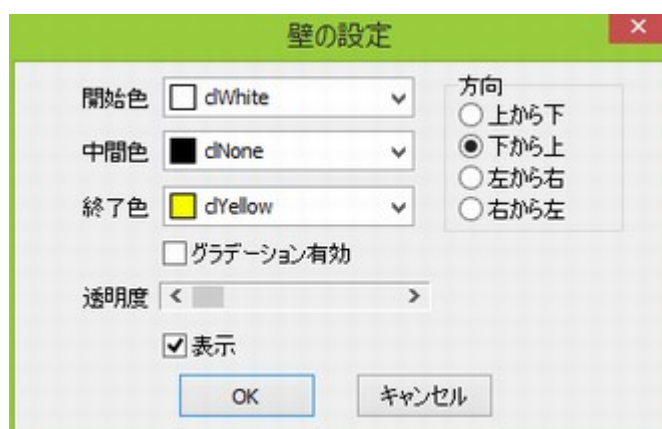 壁の設定
開始色 clWhite
中間色 clNone
終了色 clYellow
グラデーション有効
透明度
表示
方向
上から下
下から上
左から右
右から左
OK キャンセル